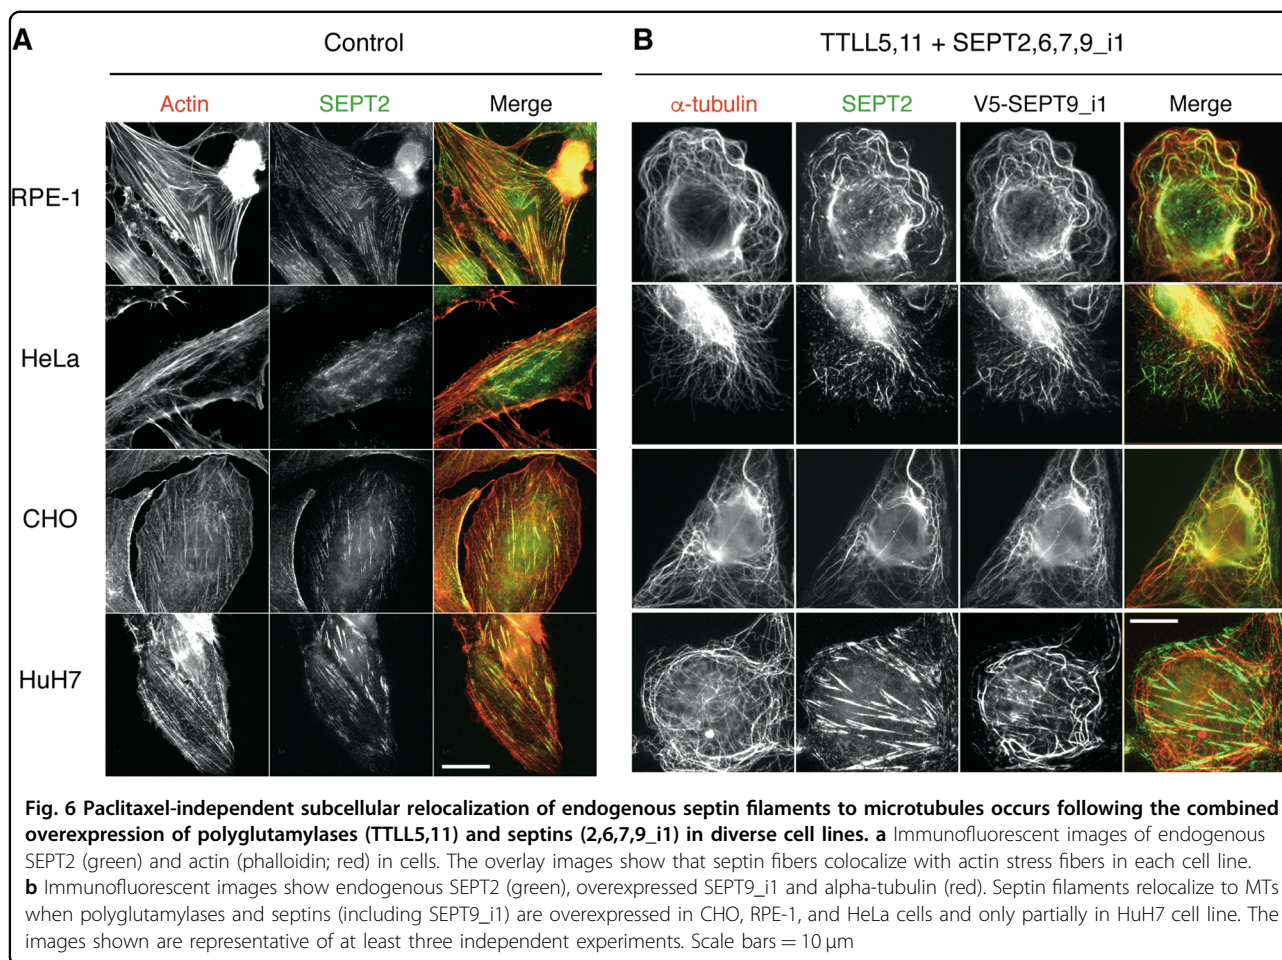 A
Control
Actin
SEPT2
Merge
RPE-1
HeLa
CHO
HuH7
B
TTLL5,11 + SEPT2,6,7,9_i1
α-tubulin
SEPT2
V5-SEPT9_i1
Merge
Fig. 6 Paclitaxel-independent subcellular relocalization of endogenous septin filaments to microtubules occurs following the combined
overexpression of polyglutamylases (TTLL5,11) and septins (2,6,7,9_i1) in diverse cell lines. a Immunofluorescent images of endogenous
SEPT2 (green) and actin (phalloidin; red) in cells. The overlay images show that septin fibers colocalize with actin stress fibers in each cell line.
b Immunofluorescent images show endogenous SEPT2 (green), overexpressed SEPT9_i1 and alpha-tubulin (red). Septin filaments relocalize to MTs
when polyglutamylases and septins (including SEPT9_i1) are overexpressed in CHO, RPE-1, and HeLa cells and only partially in HuH7 cell line. The
images shown are representative of at least three independent experiments. Scale bars = 10 µm